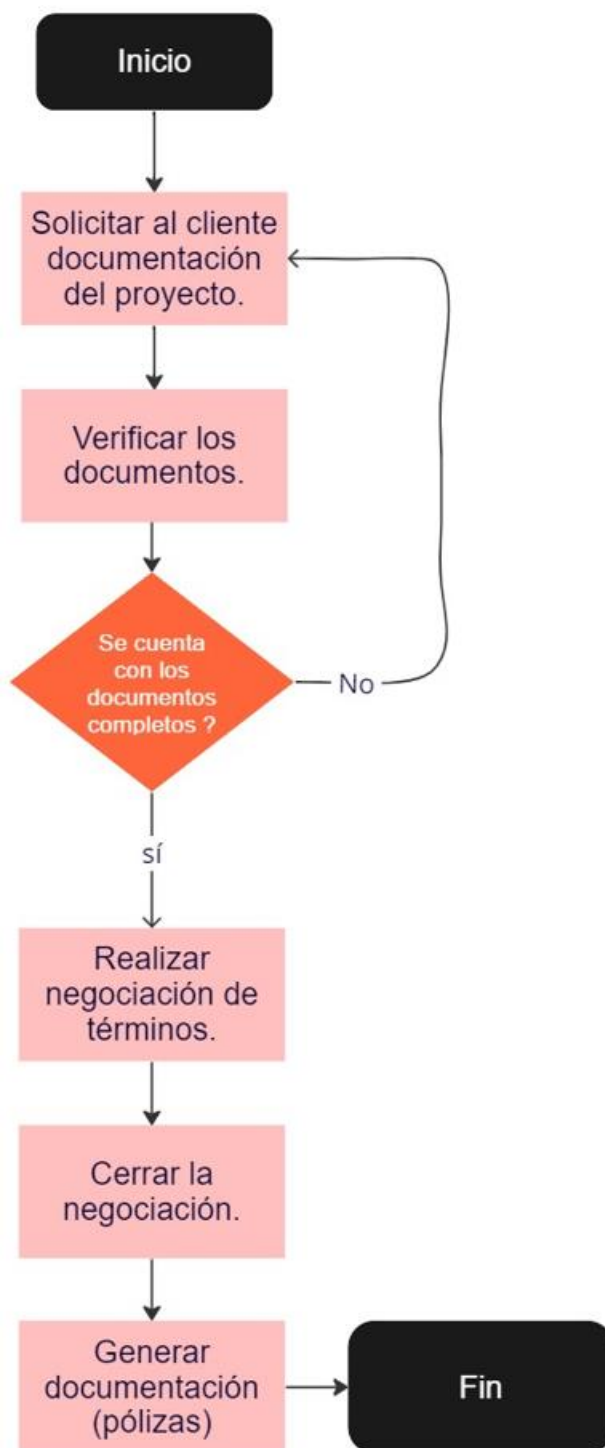 Inicio
Solicitar al cliente
documentación
del proyecto.
Verificar los
documentos.
Se cuenta
con los
documentos
completos ?
No
sí
Realizar
negociación de
términos.
Cerrar la
negociación.
Generar
documentación
(pólizas)
Fin